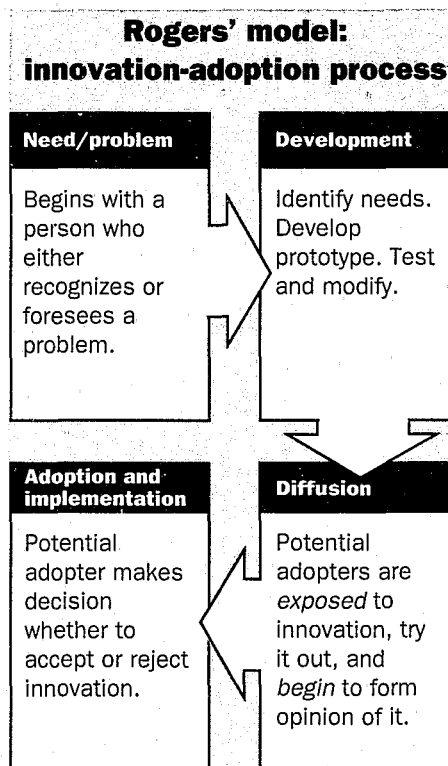 Rogers' model:
innovation-adoption process
Need/problem
Begins with a
person who
either
recognizes or
foresees a
problem.
Development
Identify needs.
Develop
prototype. Test
and modify.
Diffusion
Potential
adopters are
exposed to
innovation, try
it out, and
begin to form
opinion of it.
Adoption and
implementation
Potential
adopter makes
decision
whether to
accept or reject
innovation.